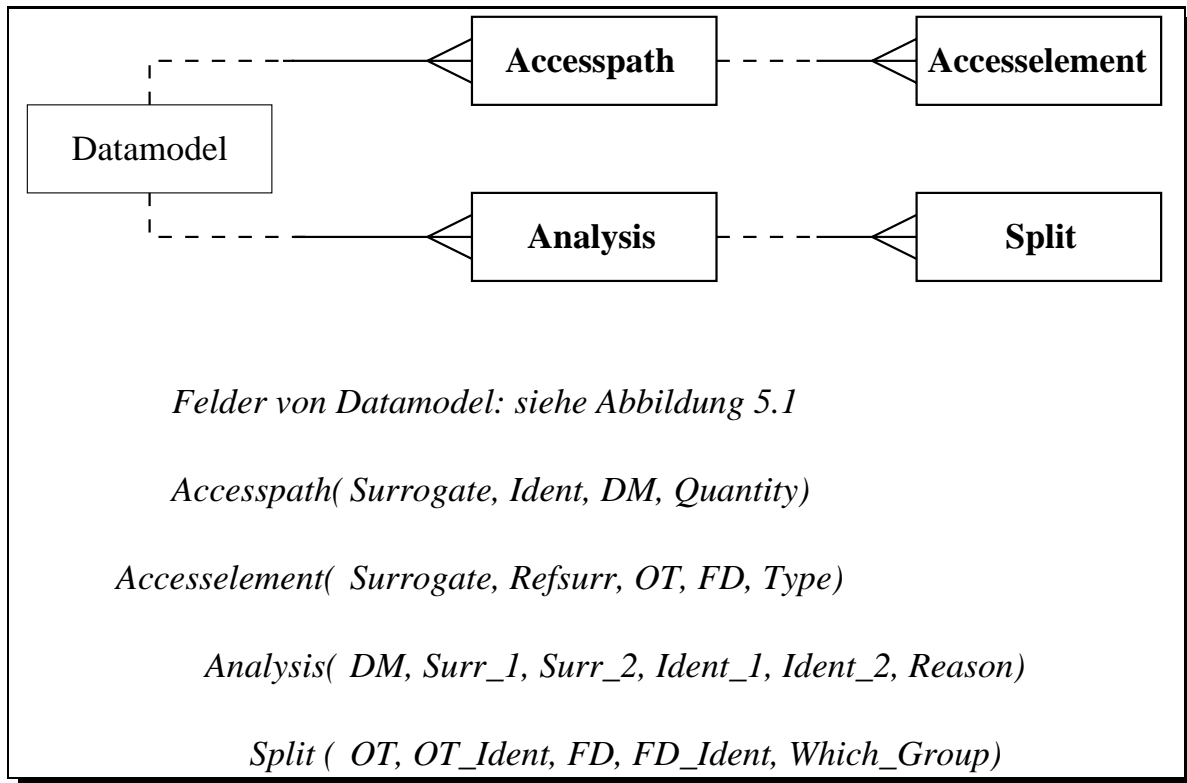 Accesspath
Accesselement
Datamodel
Analysis
Split
Felder von Datamodel: siehe Abbildung 5.1
Accesspath( Surrogate, Ident, DM, Quantity)
Accesselement( Surrogate, Refsurr, OT, FD, Type)
Analysis( DM, Surr_1, Surr_2, Ident_1, Ident_2, Reason)
Split ( OT, OT_Ident, FD, FD_Ident, Which_Group)